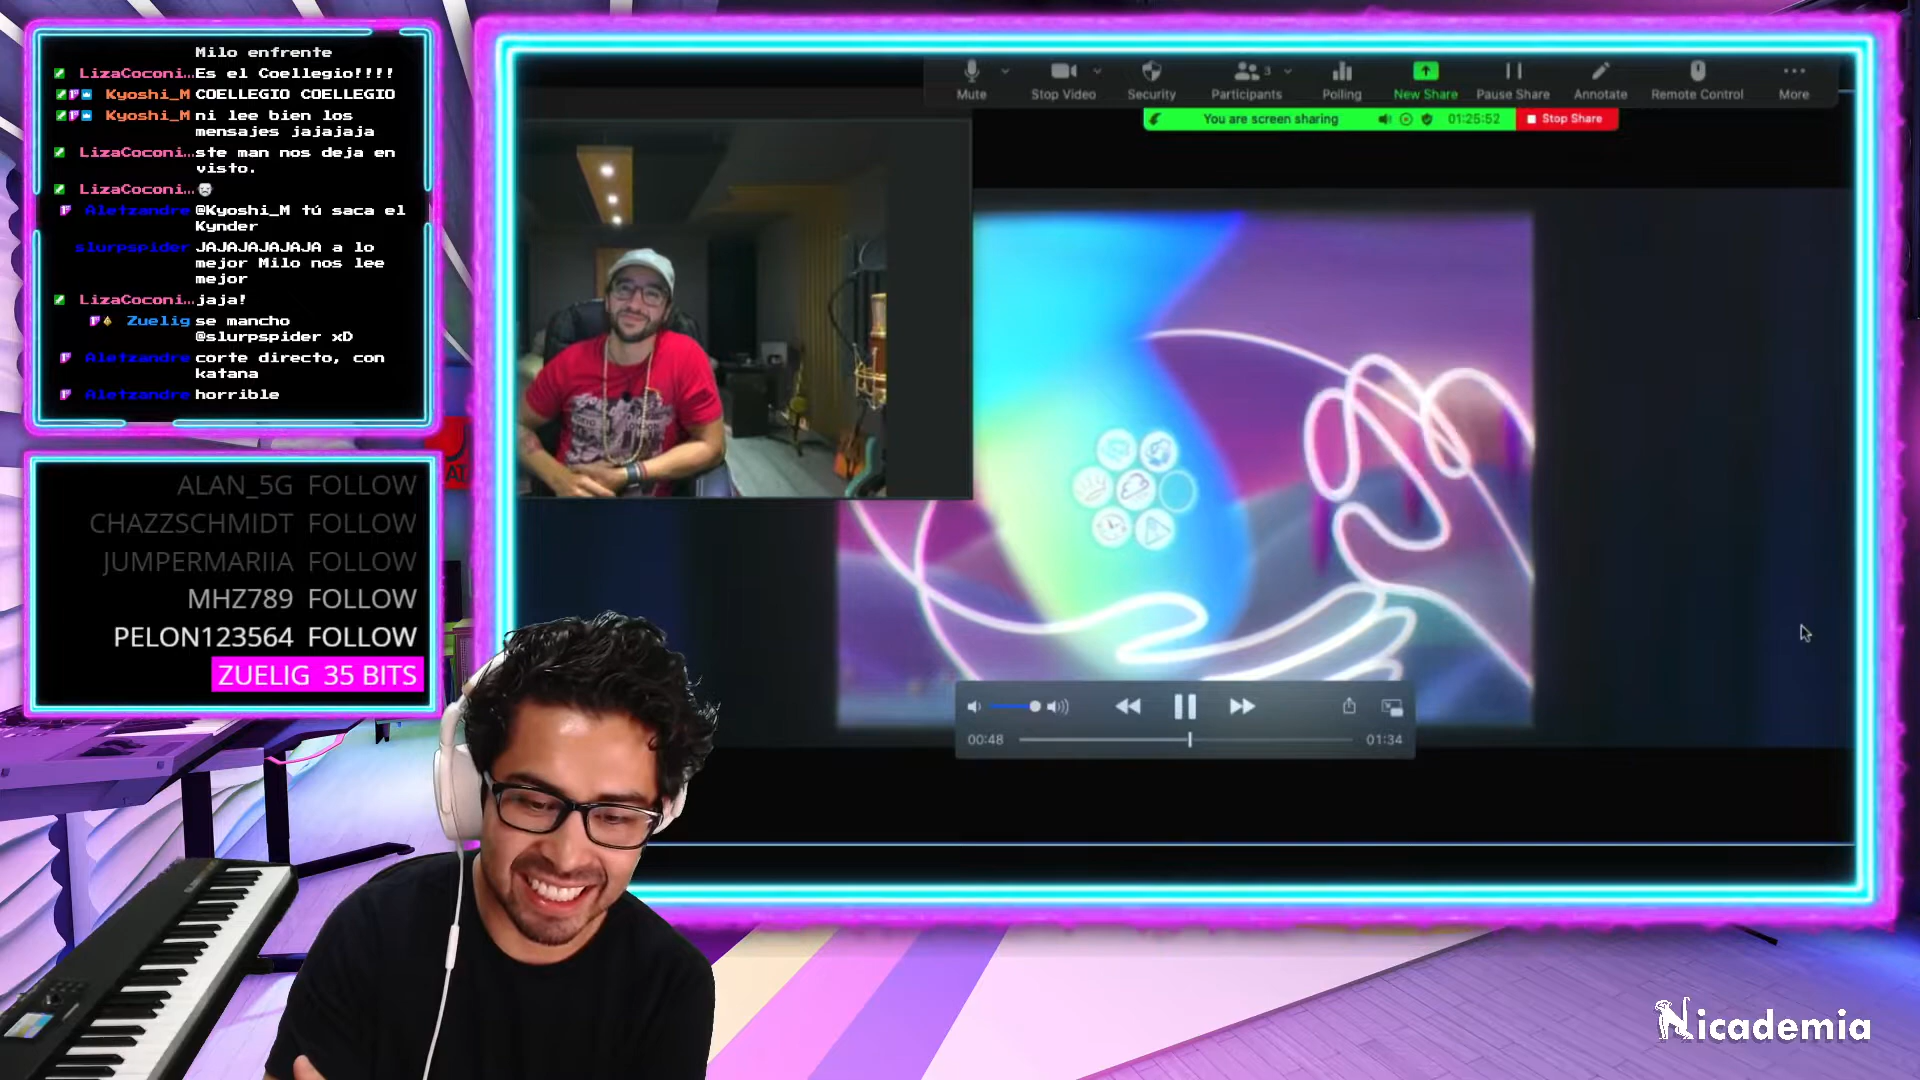 Milo enfrente
LizaCoconi...Es el Coellegio!!!!
Kyoshi_M COELLEGIO COELLEGIO
Kyoshi_M ni lee bien los
mensajes jajajaja
LizaCoconi...ste man nos deja en
visto.
LizaCoconi...
Aletzandre @Kyoshi_M tú saca el
Kynder
slurpspider JAJAJAJAJAJA a lo
mejor Milo nos lee
mejor
LizaCoconi...jaja!
Zuelig se mancho
@slurpspider xD
Aletzandre corte directo, con
katana
Aletzandre horrible
ALAN_5G FOLLOW
CHAZZSCHMIDT FOLLOW
JUMPERMARIIA FOLLOW
MHZ789 FOLLOW
PELON123564 FOLLOW
ZUELIG 35 BITS
Mute
Stop Video
Security
Participants 3
Polling
New Share
Pause Share
Annotate
Remote Control
More
You are screen sharing
01:25:52
Stop Share
00:48
01:34
Nicademia